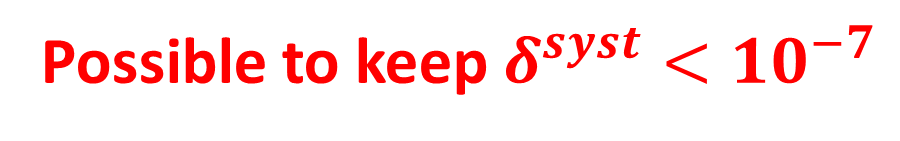 Possible to keep δ^{syst} < 10^{−7}